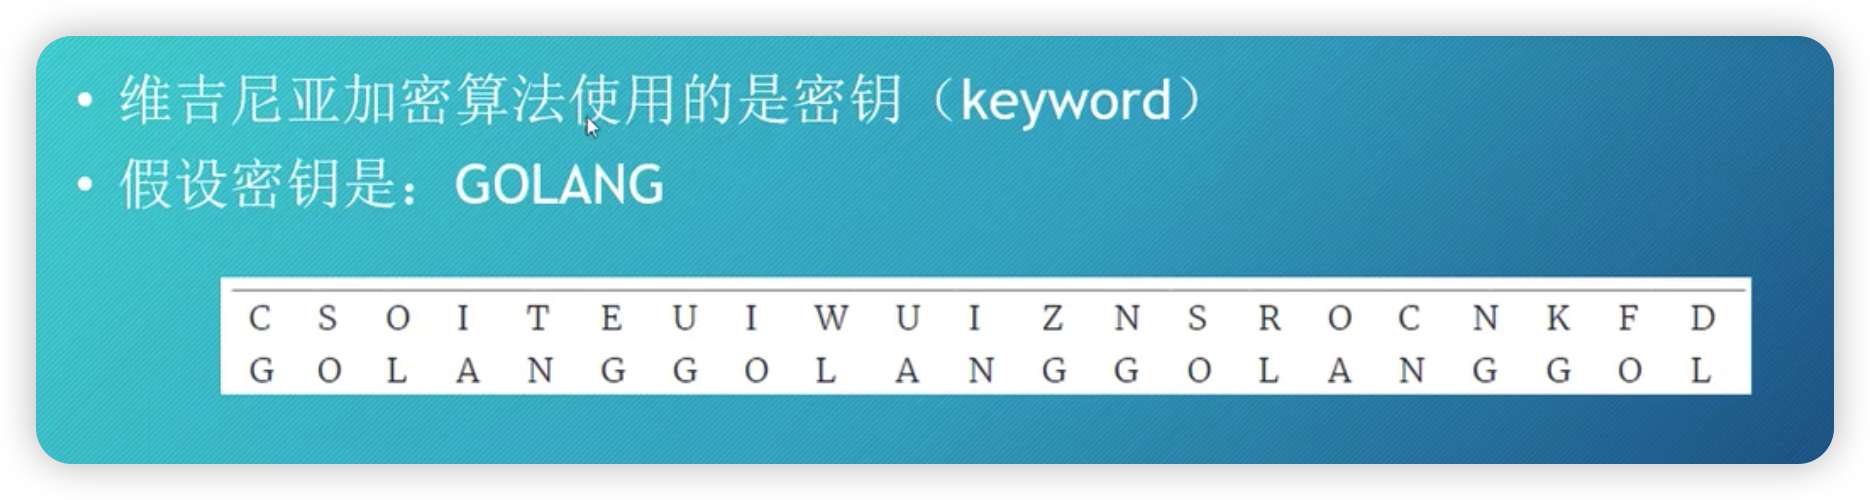 • 维吉尼亚加密算法使用的是密钥（keyword）
• 假设密钥是：GOLANG
C S O I T E U I W U I Z N S R O C N K F D
G O L A N G G O L A N G G O L A N G G O L